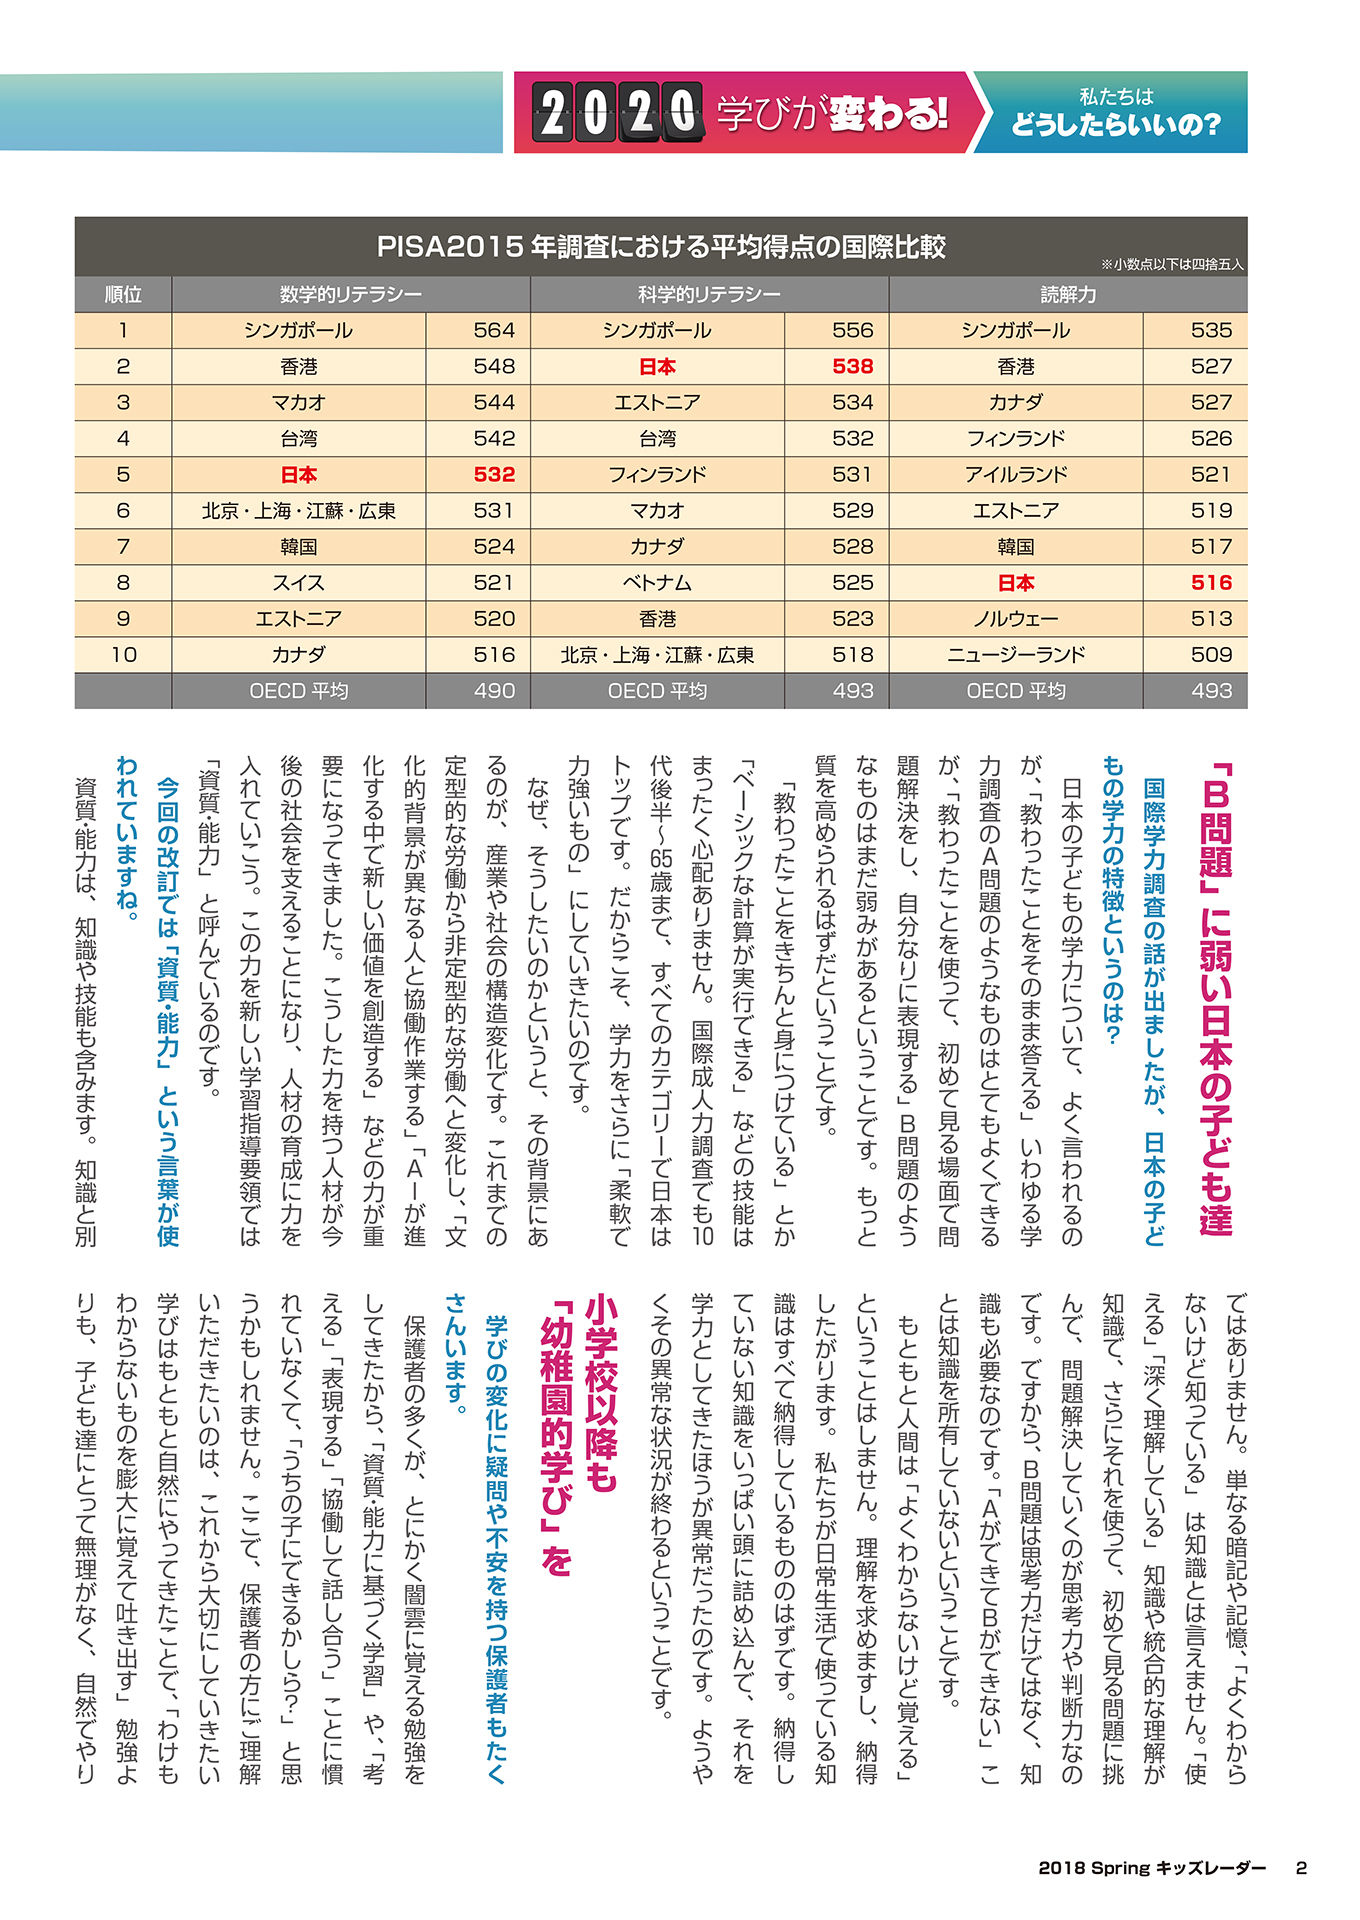 2020 学びが変わる!
私たちは
どうしたらいいの?
PISA2015 年調査における平均得点の国際比較
※小数点以下は四捨五入
順位 数学的リテラシー 科学的リテラシー 読解力
1 シンガポール 564 シンガポール 556 シンガポール 535
2 香港 548 日本 538 香港 527
3 マカオ 544 エストニア 534 カナダ 527
4 台湾 542 台湾 532 フィンランド 526
5 日本 532 フィンランド 531 アイルランド 521
6 北京・上海・江蘇・広東 531 マカオ 529 エストニア 519
7 韓国 524 カナダ 528 韓国 517
8 スイス 521 ベトナム 525 日本 516
9 エストニア 520 香港 523 ノルウェー 513
10 カナダ 516 北京・上海・江蘇・広東 518 ニュージーランド 509
OECD 平均 490 OECD 平均 493 OECD 平均 493
「B問題」に弱い日本の子ども達
国際学力調査の話が出ましたが、日本の子ど
もの学力の特徴というのは?
日本の子どもの学力について、よく言われるの
が、「教わったことをそのまま答える」いわゆる学
力調査のA問題のようなものはとてもよくできる
が、「教わったことを使って、初めて見る場面で問
題解決をし、自分なりに表現する」B問題のよう
なものはまだ弱みがあるということです。もっと
質を高められるはずだということです。
「教わったことをきちんと身につけている」とか
「ベーシックな計算が実行できる」などの技能は
まったく心配ありません。国際成人力調査でも10
代後半〜65歳まで、すべてのカテゴリーで日本は
トップです。だからこそ、学力をさらに「柔軟で
力強いもの」にしていきたいのです。
なぜ、そうしたいのかというと、その背景にあ
るのが、産業や社会の構造変化です。これまでの
定型的な労働から非定型的な労働へと変化し、「文
化的背景が異なる人と協働作業する」「AIが進
化する中で新しい価値を創造する」などの力が重
要になってきました。こうした力を持つ人材が今
後の社会を支えることになり、人材の育成に力を
入れていこう。この力を新しい学習指導要領では
「資質・能力」と呼んでいるのです。
今回の改訂では「資質・能力」という言葉が使
われていますね。
資質・能力は、知識や技能も含みます。知識と別
ではありません。単なる暗記や記憶、「よくわから
ないけど知っている」は知識とは言えません。「使
える」「深く理解している」知識や統合的な理解が
知識で、さらにそれを使って、初めて見る問題に挑
んで、問題解決していくのが思考力や判断力なの
です。ですから、B問題は思考力だけではなく、知
識も必要なのです。「AができてBができない」こ
とは知識を所有していないということです。
もともと人間は「よくわからないけど覚える」
ということはしません。理解を求めますし、納得
したがります。私たちが日常生活で使っている知
識はすべて納得しているもののはずです。納得し
ていない知識をいっぱい頭に詰め込んで、それを
学力としてきたほうが異常だったのです。ようや
くその異常な状況が終わるということです。
小学校以降も
「幼稚園的学び」を
学びの変化に疑問や不安を持つ保護者もたく
さんいます。
保護者の多くが、とにかく闇雲に覚える勉強を
してきたから、「資質・能力に基づく学習」や、「考
える」「表現する」「協働して話し合う」ことに慣
れていなくて、「うちの子にできるかしら?」と思
うかもしれません。ここで、保護者の方にご理解
いただきたいのは、これから大切にしていきたい
学びはもともと自然にやってきたことで、「わけも
わからないものを膨大に覚えて吐き出す」勉強よ
りも、子ども達にとって無理がなく、自然でやり
2018 Spring キッズレーダー 2